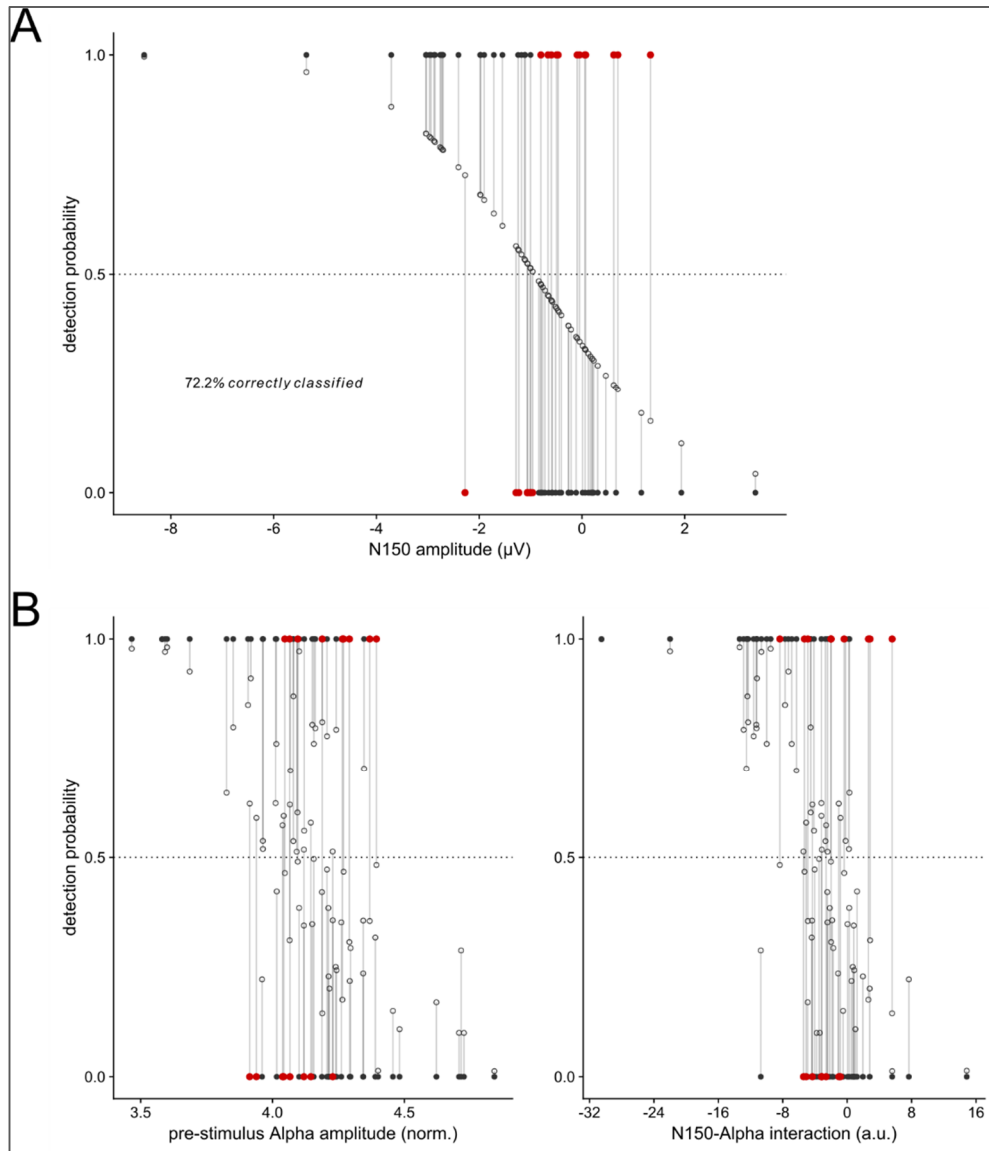 A
1.0
0.5
0.0
detection probability
72.2% correctly classified
-8 -6 -4 -2 0 2
N150 amplitude (µV)
B
1.0
0.5
0.0
detection probability
3.5 4.0 4.5
pre-stimulus Alpha amplitude (norm.)
1.0
0.5
0.0
-32 -24 -16 -8 0 8 16
N150-Alpha interaction (a.u.)